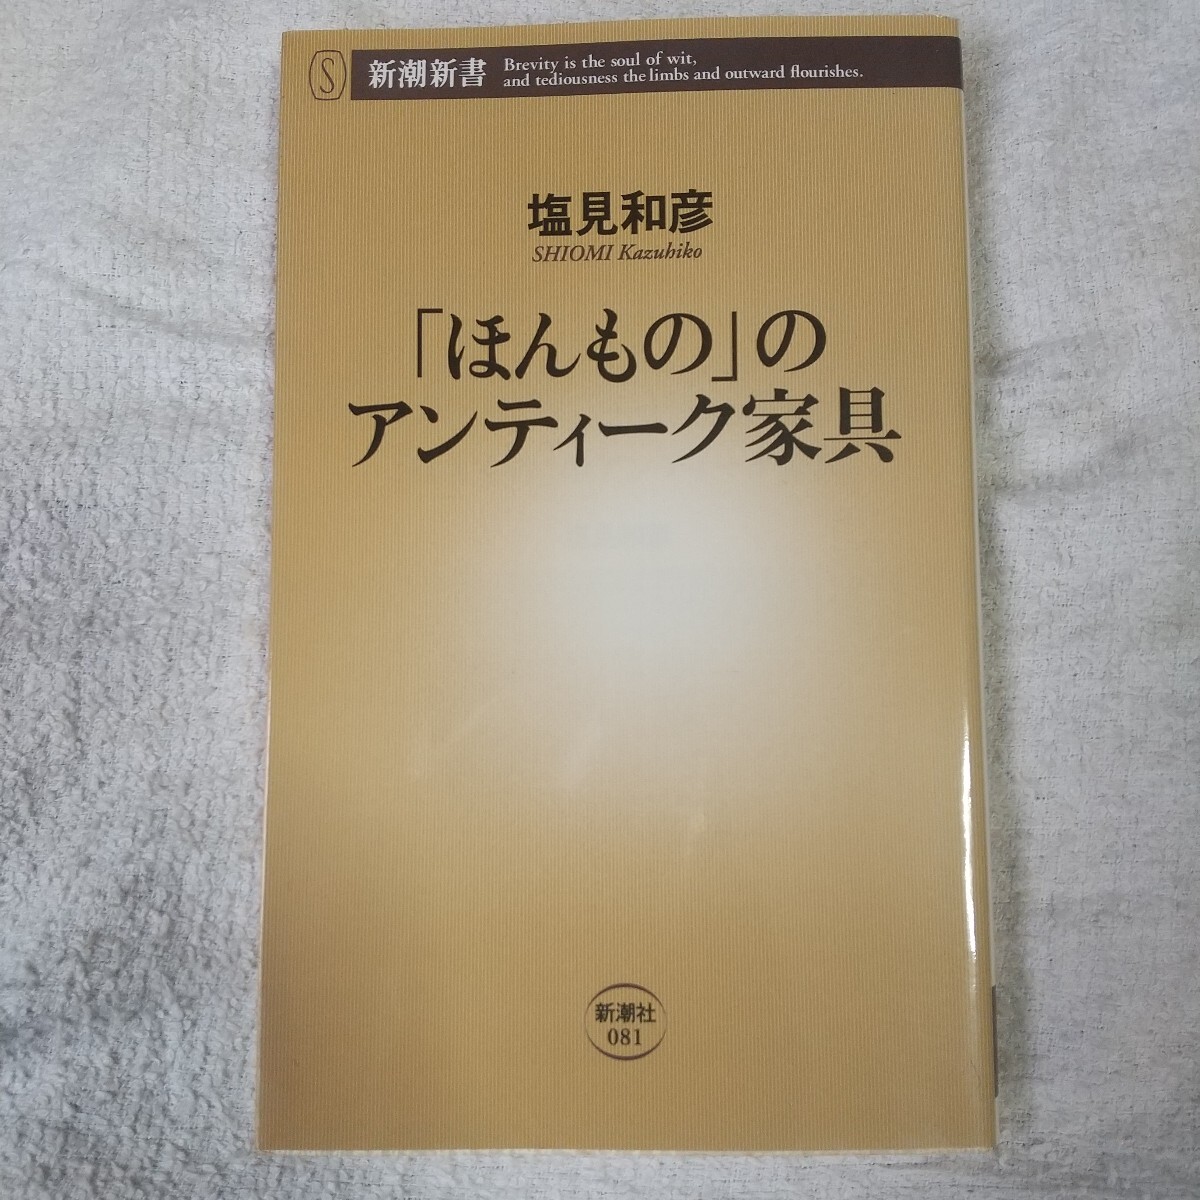 S
新潮新書
Brevity is the soul of wit,
and tediousness the limbs and outward flourishes.
塩見和彦
SHIOMI Kazuhiko
「ほんもの」の
アンティーク家具
新潮社
081